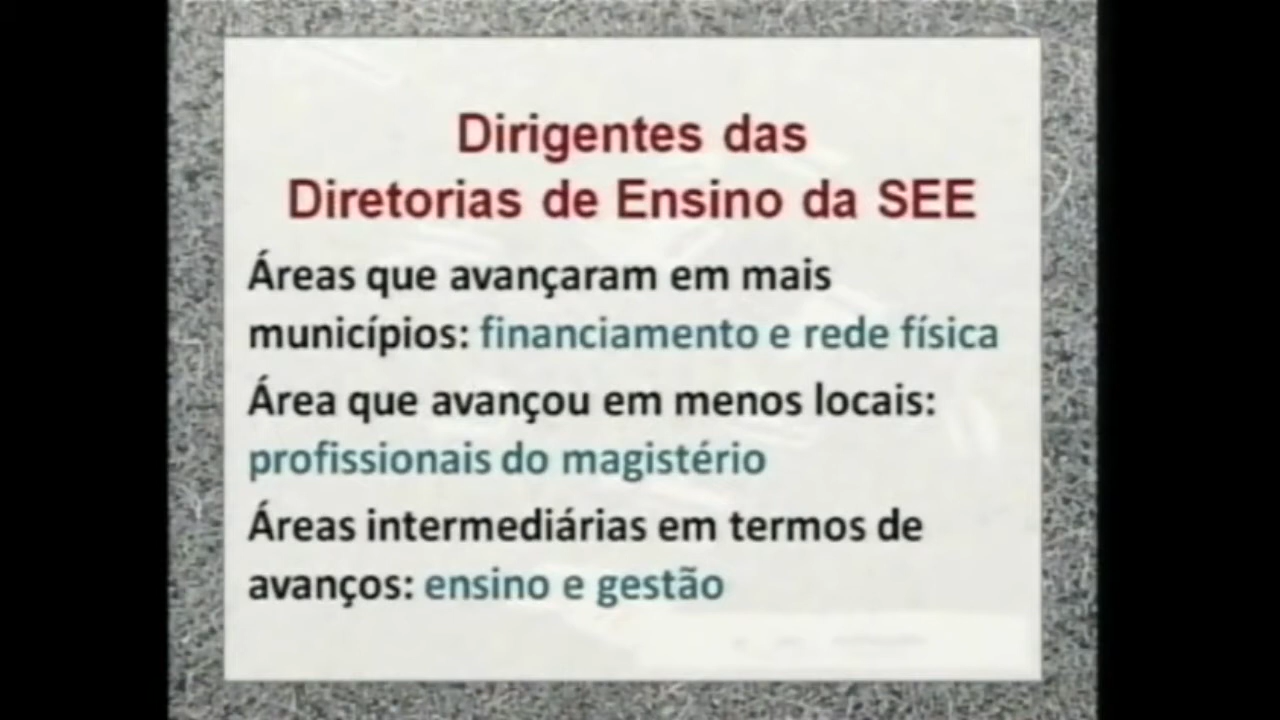 Dirigentes das
Diretorias de Ensino da SEE
Áreas que avançaram em mais
municípios: financiamento e rede física
Área que avançou em menos locais:
profissionais do magistério
Áreas intermediárias em termos de
avanços: ensino e gestão